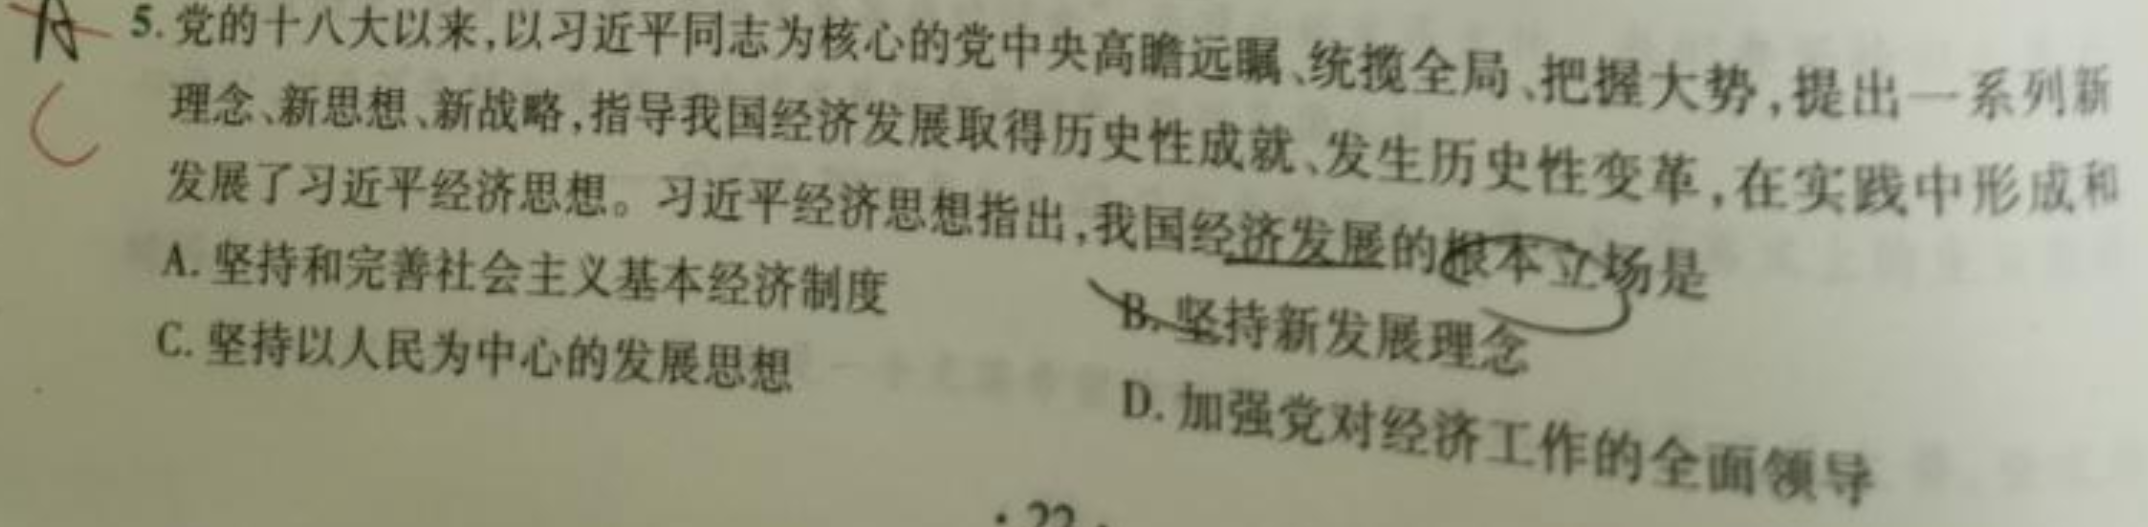 A 5. 党的十八大以来,以习近平同志为核心的党中央高瞻远瞩、统揽全局、把握大势,提出一系列新
C 理念、新思想、新战略,指导我国经济发展取得历史性成就、发生历史性变革,在实践中形成和
发展了习近平经济思想。习近平经济思想指出,我国经济发展的根本立场是
A. 坚持和完善社会主义基本经济制度
B. 坚持新发展理念
C. 坚持以人民为中心的发展思想
D. 加强党对经济工作的全面领导
· 22 ·